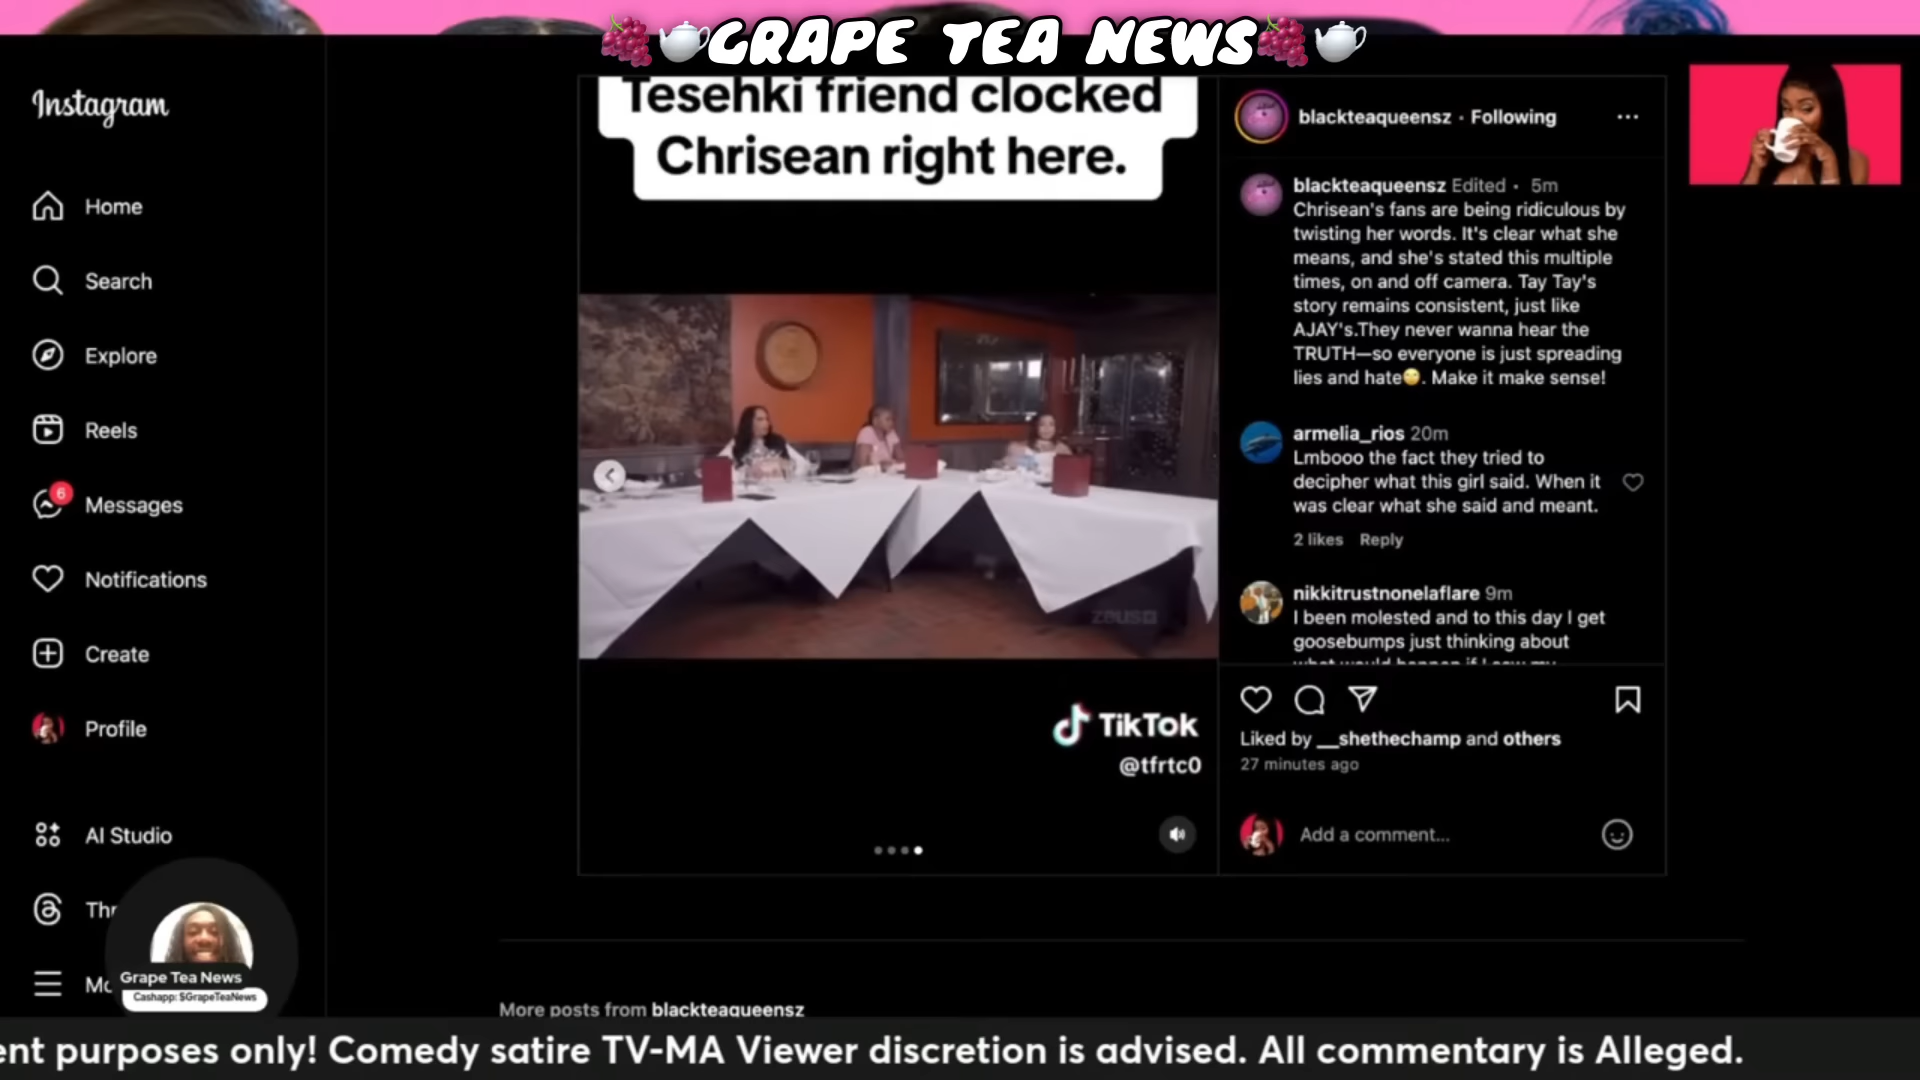 GRAPE TEA NEWS
Instagram
Home
Search
Explore
Reels
6
Messages
Notifications
Create
Profile
AI Studio
Grape Tea News
Cashapp: $GrapeTeaNews
Tesehki friend clocked
Chrisean right here.
zeus
TikTok
@tfrtc0
blackteaqueensz • Following
blackteaqueensz Edited • 5m
Chrisean's fans are being ridiculous by
twisting her words. It's clear what she
means, and she's stated this multiple
times, on and off camera. Tay Tay's
story remains consistent, just like
AJAY's.They never wanna hear the
TRUTH—so everyone is just spreading
lies and hate🙄. Make it make sense!
armelia_rios 20m
Lmbooo the fact they tried to
decipher what this girl said. When it
was clear what she said and meant.
2 likes Reply
nikkitrustnonelaflare 9m
I been molested and to this day I get
goosebumps just thinking about
Liked by __shethechamp and others
27 minutes ago
Add a comment...
More posts from blackteaqueensz
ent purposes only! Comedy satire TV-MA Viewer discretion is advised. All commentary is Alleged.